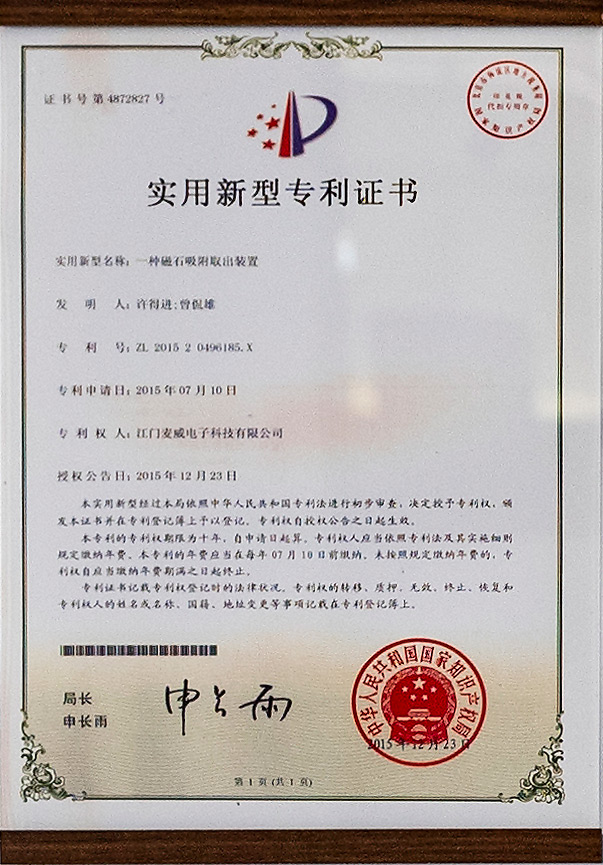 证书号第4872827号
实用新型专利证书
实用新型名称：一种磁石吸附取出装置
发明人：许得进;曾侃雄
专利号：ZL 2015 2 0496185.X
专利申请日：2015年07月10日
专利权人：江门麦威电子科技有限公司
授权公告日：2015年12月23日
本实用新型经过本局依照中华人民共和国专利法进行初步审查，决定授予专利权，颁
发本证书并在专利登记簿上予以登记。专利权自授权公告之日起生效。
本专利的专利权期限为十年，自申请日起算。专利权人应当依照专利法及其实施细则
规定缴纳年费。本专利的年费应当在每年07月10日前缴纳。未按照规定缴纳年费的，专
利权自应当缴纳年费期满之日起终止。
专利证书记载专利权登记时的法律状况。专利权的转移、质押、无效、终止、恢复和
专利权人的姓名或名称、国籍、地址变更等事项记载在专利登记簿上。
局长
申长雨
申长雨
中华人民共和国国家知识产权局
2015年12月23日
第1页(共1页)